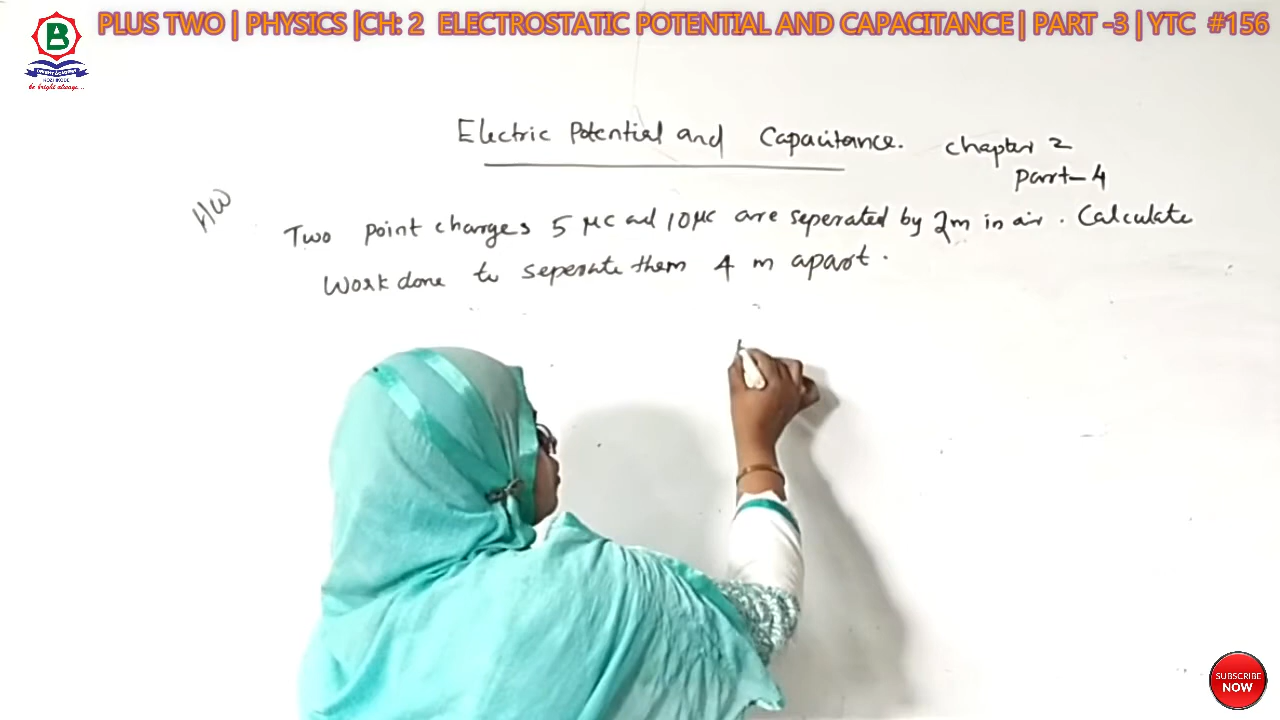 PLUS TWO | PHYSICS |CH: 2 ELECTROSTATIC POTENTIAL AND CAPACITANCE | PART -3 | YTC #156
B
be bright always...
Electric Potential and Capacitance. Chapter 2
Part-4
HW
Two point charges 5 μC and 10 μC are seperated by 2m in air. Calculate
Work done to seperate them 4 m apart.
SUBSCRIBE
NOW